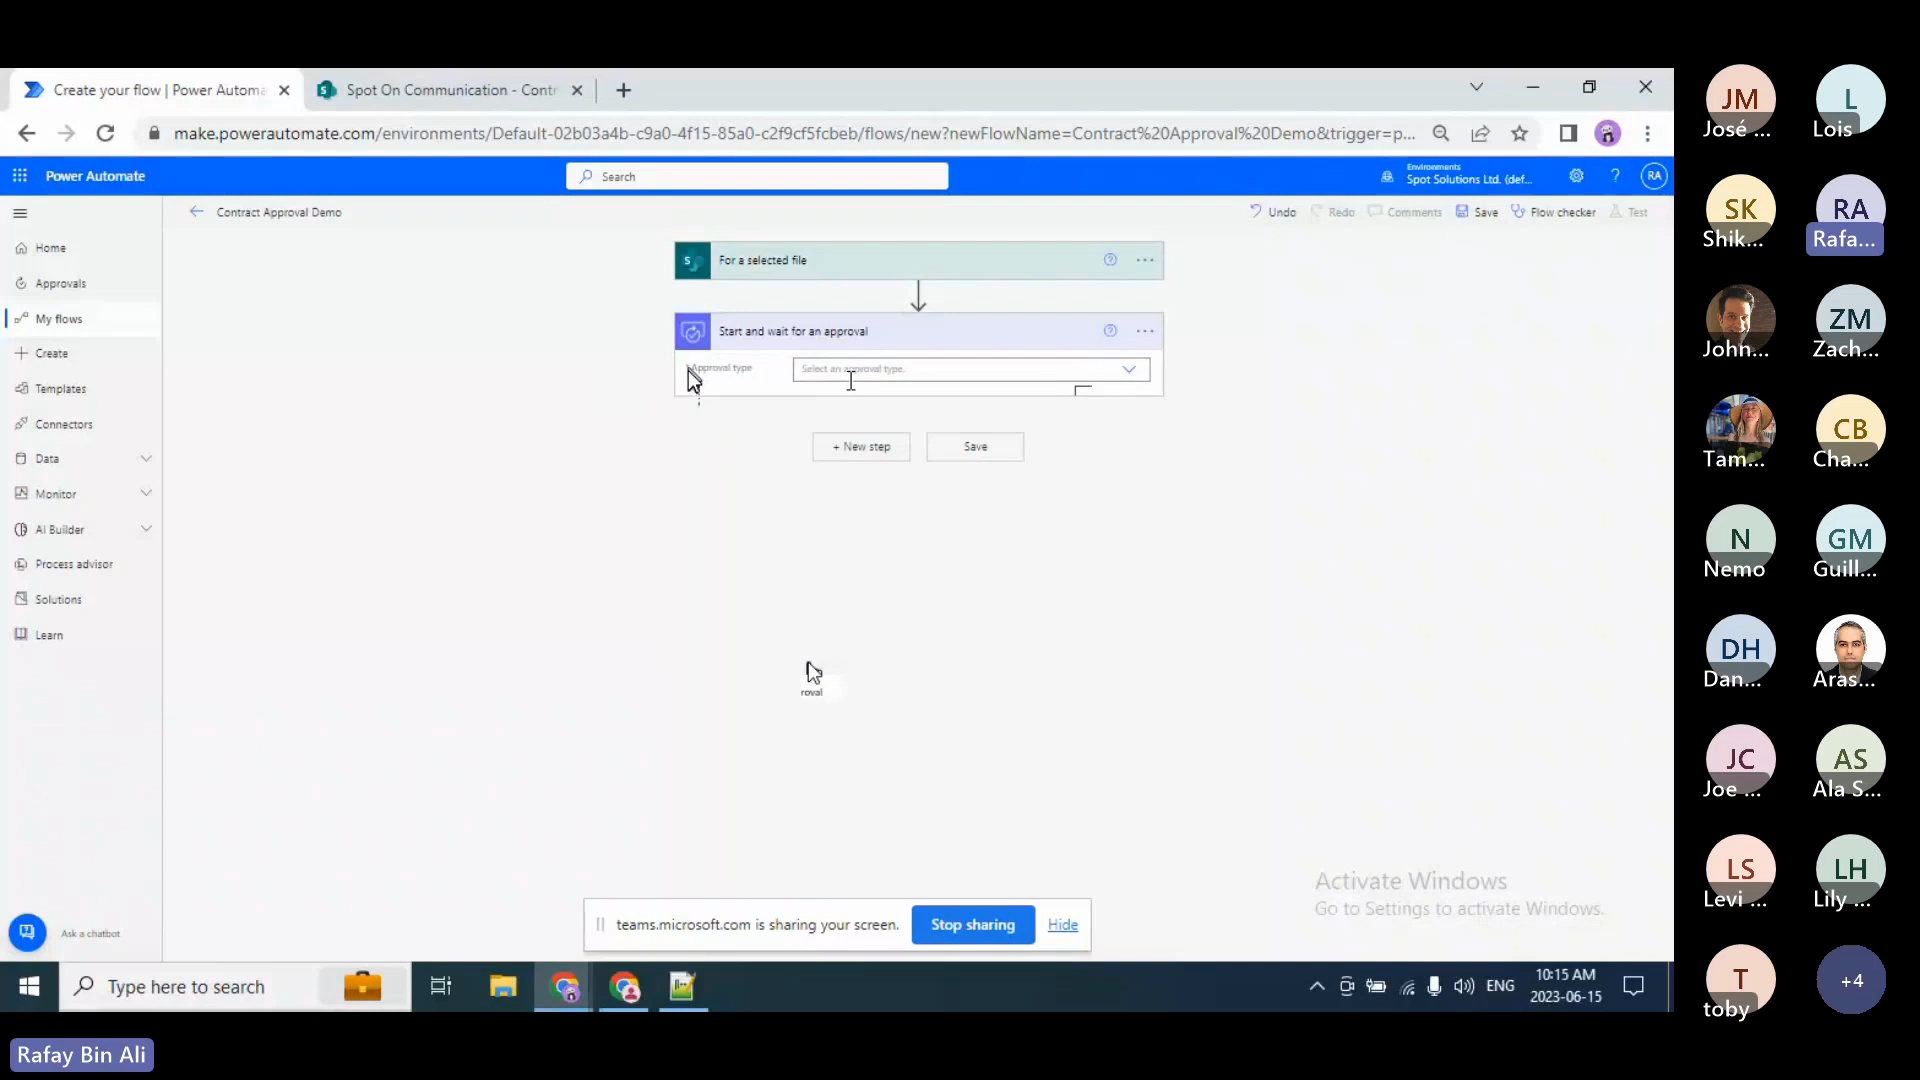 Create your flow | Power Automa
Spot On Communication - Contr
make.powerautomate.com/environments/Default-02b03a4b-c9a0-4f15-85a0-c2f9cf5fcbeb/flows/new?newFlowName=Contract%20Approval%20Demo&trigger=p...
Power Automate
Search
Environments
Spot Solutions Ltd. (def...
?
RA
Contract Approval Demo
Undo
Redo
Comments
Save
Flow checker
Test
Home
Approvals
My flows
Create
Templates
Connectors
Data
Monitor
AI Builder
Process advisor
Solutions
Learn
Ask a chatbot
For a selected file
Start and wait for an approval
Approval type
Select an approval type.
+ New step
Save
roval
Activate Windows
Go to Settings to activate Windows.
teams.microsoft.com is sharing your screen.
Stop sharing
Hide
Type here to search
ENG
10:15 AM
2023-06-15
Rafay Bin Ali
JM
José ...
L
Lois
SK
Shik...
RA
Rafa...
John...
ZM
Zach...
Tam...
CB
Cha...
N
Nemo
GM
Guill...
DH
Dan...
Aras...
JC
Joe ...
AS
Ala S...
LS
Levi ...
LH
Lily ...
T
toby
+4